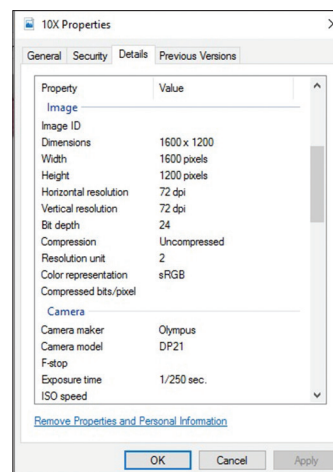 10X Properties
General Security Details Previous Versions
Property Value
Image
Image ID
Dimensions 1600 x 1200
Width 1600 pixels
Height 1200 pixels
Horizontal resolution 72 dpi
Vertical resolution 72 dpi
Bit depth 24
Compression Uncompressed
Resolution unit 2
Color representation sRGB
Compressed bits/pixel
Camera
Camera maker Olympus
Camera model DP21
F-stop
Exposure time 1/250 sec.
ISO speed
Remove Properties and Personal Information
OK Cancel Apply